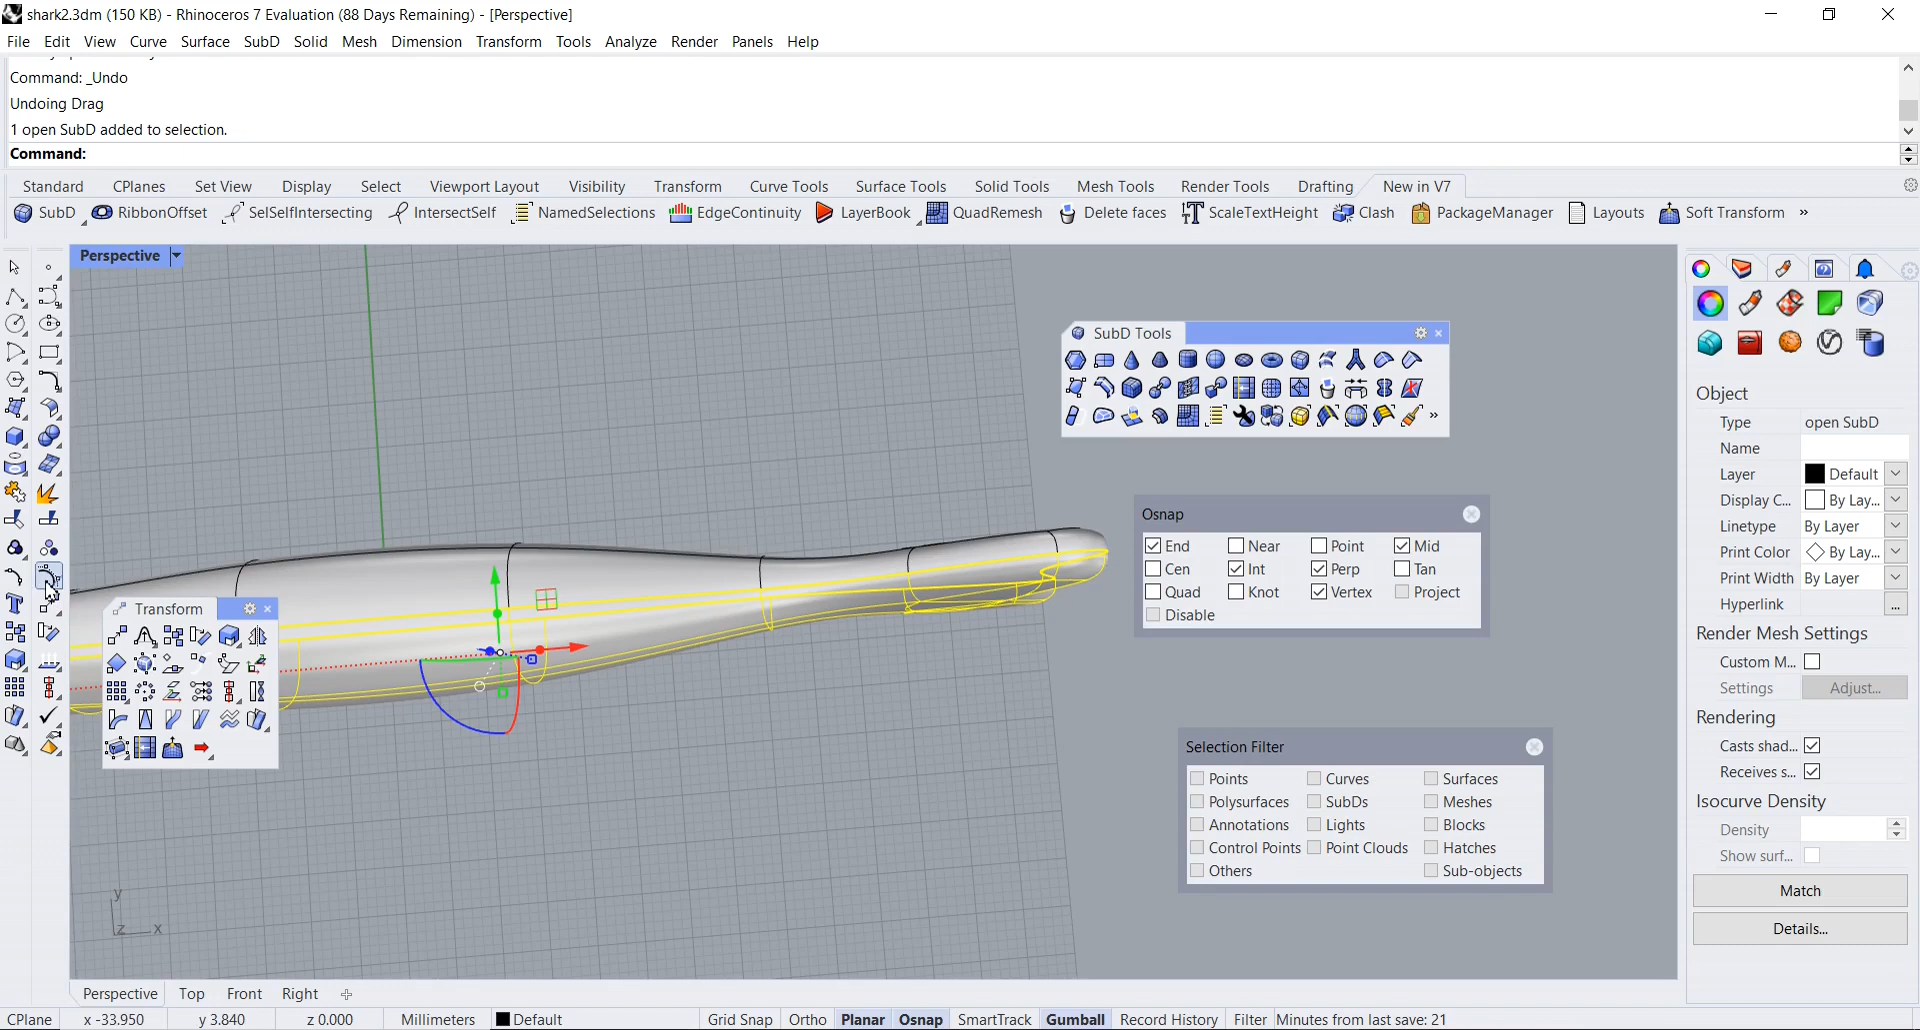 shark2.3dm (150 KB) - Rhinoceros 7 Evaluation (88 Days Remaining) - [Perspective]
File Edit View Curve Surface SubD Solid Mesh Dimension Transform Tools Analyze Render Panels Help
Command: _Undo
Undoing Drag
1 open SubD added to selection.
Command:
Standard CPlanes Set View Display Select Viewport Layout Visibility Transform Curve Tools Surface Tools Solid Tools Mesh Tools Render Tools Drafting New in V7
SubD RibbonOffset SelSelfIntersecting IntersectSelf NamedSelections EdgeContinuity LayerBook QuadRemesh Delete faces ScaleTextHeight Clash PackageManager Layouts Soft Transform »
Perspective
SubD Tools
»
Osnap
End Near Point Mid
Cen Int Perp Tan
Quad Knot Vertex Project
Disable
Transform
Selection Filter
Points Curves Surfaces
Polysurfaces SubDs Meshes
Annotations Lights Blocks
Control Points Point Clouds Hatches
Others Sub-objects
y
z x
Object
Type open SubD
Name
Layer Default
Display C... By Lay...
Linetype By Layer
Print Color By Lay...
Print Width By Layer
Hyperlink ...
Render Mesh Settings
Custom M...
Settings Adjust...
Rendering
Casts shad...
Receives s...
Isocurve Density
Density
Show surf...
Match
Details...
Perspective Top Front Right
CPlane x -33.950 y 3.840 z 0.000 Millimeters Default Grid Snap Ortho Planar Osnap SmartTrack Gumball Record History Filter Minutes from last save: 21